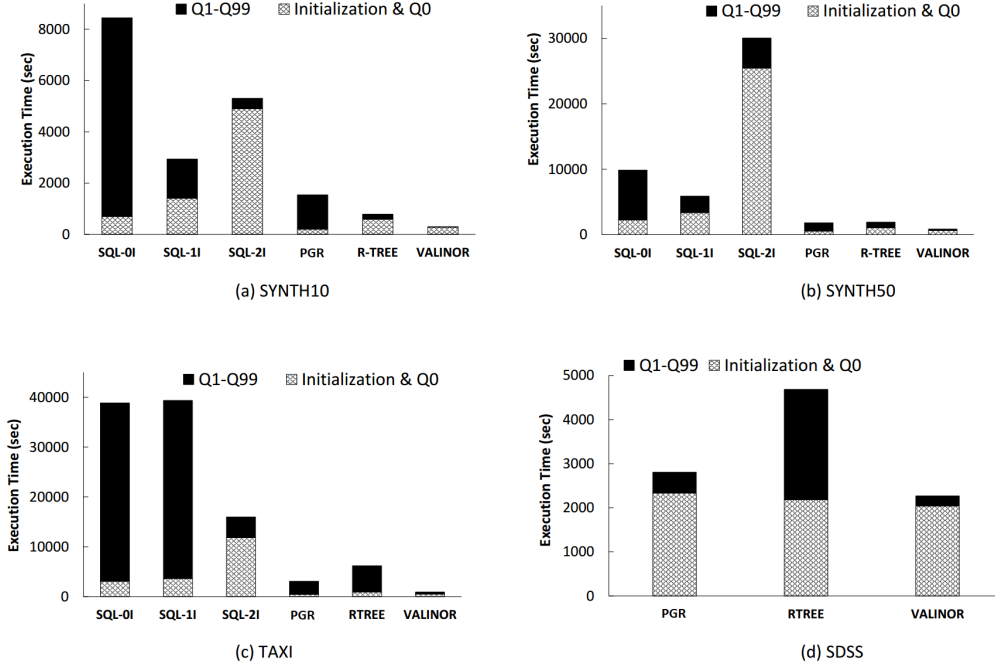 Q1-Q99 Initialization & Q0
Execution Time (sec)
8000
6000
4000
2000
0
SQL-0I SQL-1I SQL-2I PGR R-TREE VALINOR
(a) SYNTH10
Q1-Q99 Initialization & Q0
Execution Time (sec)
30000
20000
10000
0
SQL-0I SQL-1I SQL-2I PGR R-TREE VALINOR
(b) SYNTH50
Q1-Q99 Initialization & Q0
Execution Time (sec)
40000
30000
20000
10000
0
SQL-0I SQL-1I SQL-2I PGR RTREE VALINOR
(c) TAXI
Q1-Q99 Initialization & Q0
Execution Time (sec)
5000
4000
3000
2000
1000
0
PGR RTREE VALINOR
(d) SDSS